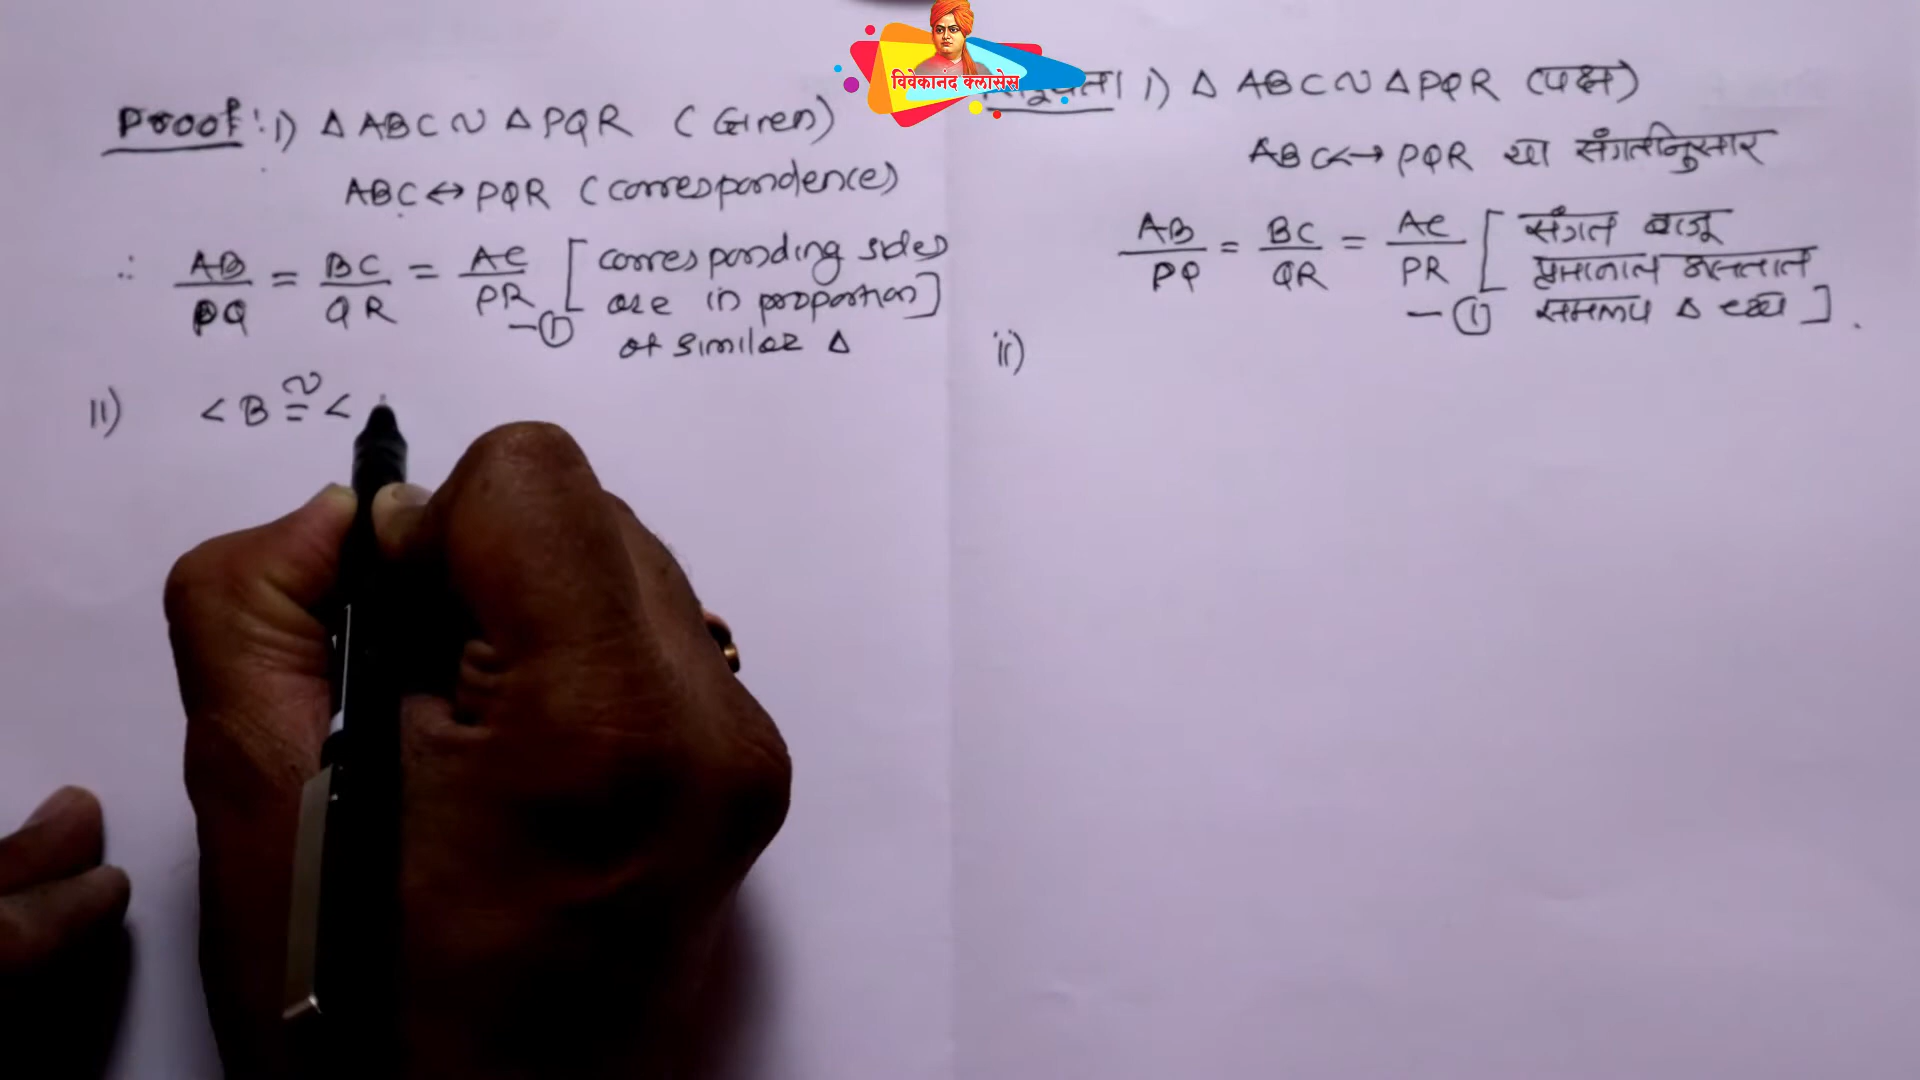 विवेकानंद क्लासेस
Proof :- i) Δ ABC ~ Δ PQR (Given)
ABC ↔ PQR (correspondence)
∴ AB/PQ = BC/QR = AC/PR [corresponding sides
are in proportion]
— ① of similar Δ
ii) < B ≅ <
i) Δ ABC ~ Δ PQR (पक्ष)
ABC ↔ PQR या संगतीनुसार
AB/PQ = BC/QR = AC/PR [संगत बाजू
प्रमाणात असतात
— ① समरूप Δ च्या].
ii)